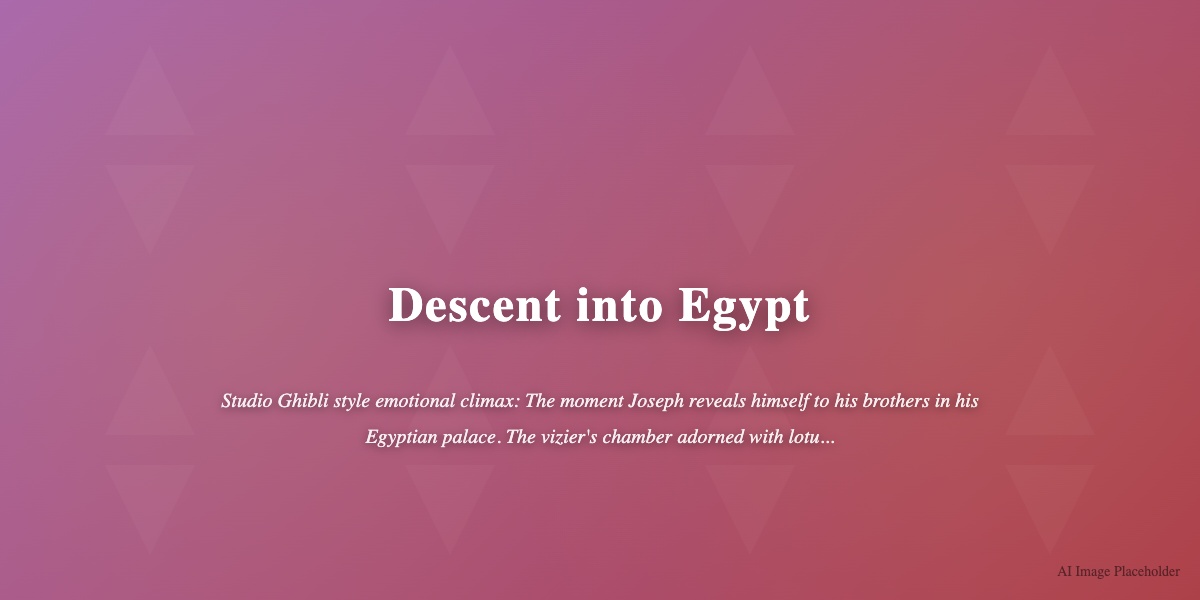 Descent into Egypt
Studio Ghibli style emotional climax: The moment Joseph reveals himself to his brothers in his
Egyptian palace. The vizier's chamber adorned with lotu...
AI Image Placeholder